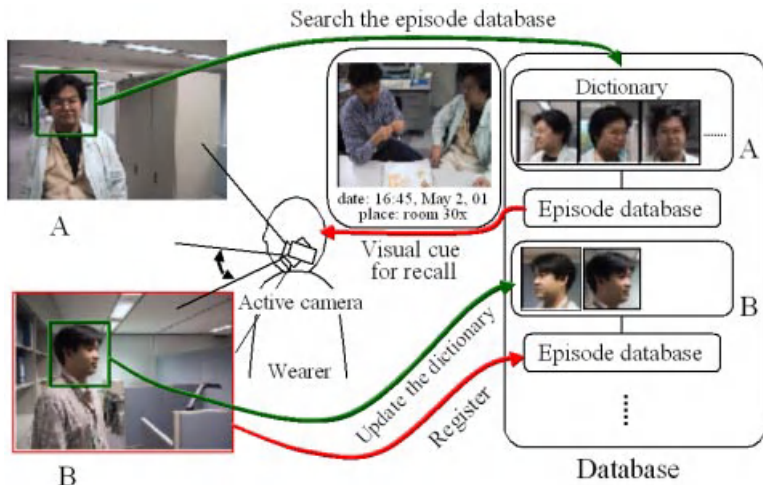 Search the episode database
Dictionary
A
A
date: 16:45, May 2, 01
place: room 30x
Episode database
Visual cue
for recall
B
Active camera
Episode database
Wearer
Update the dictionary
Register
B
Database